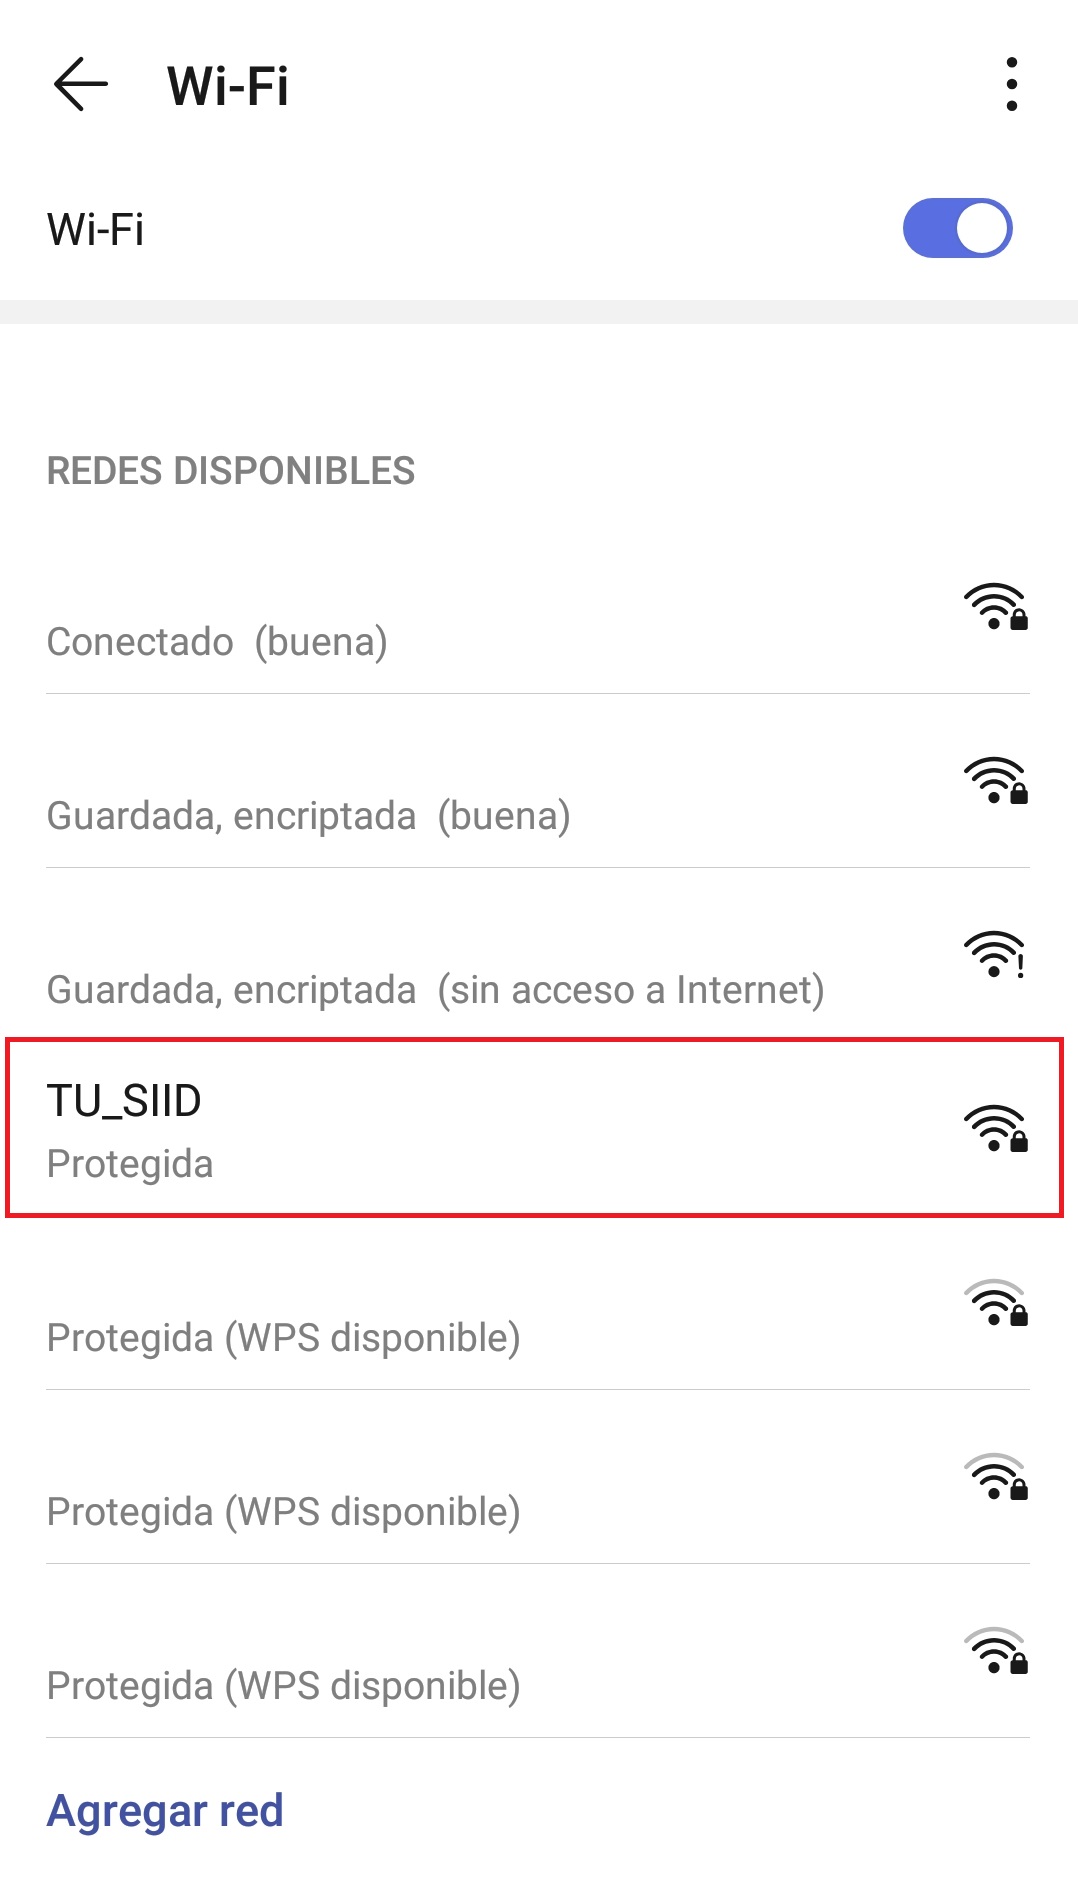 Wi-Fi
Wi-Fi
REDES DISPONIBLES
Conectado (buena)
Guardada, encriptada (buena)
Guardada, encriptada (sin acceso a Internet)
TU_SIID
Protegida
Protegida (WPS disponible)
Protegida (WPS disponible)
Protegida (WPS disponible)
Agregar red